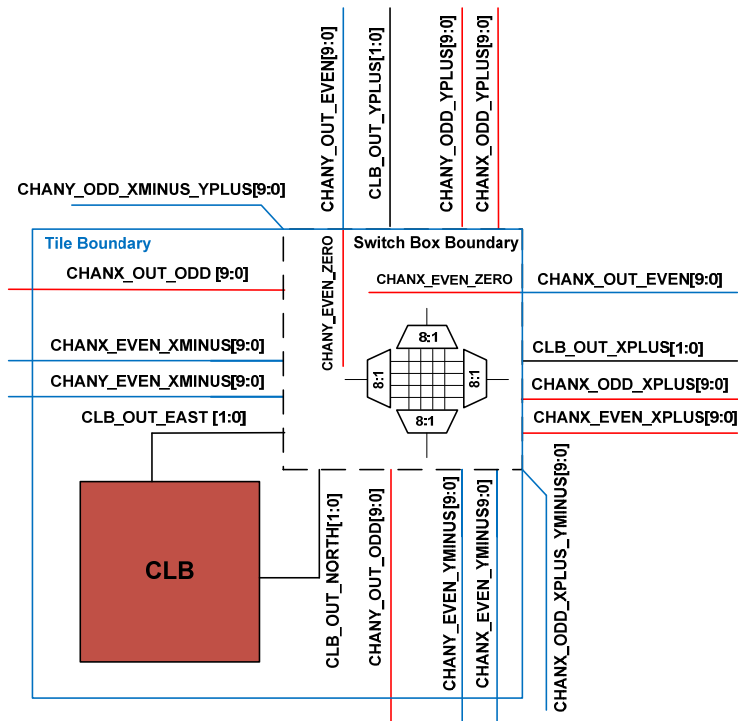 CHANY_OUT_EVEN[9:0]
CLB_OUT_YPLUS[1:0]
CHANY_ODD_YPLUS[9:0]
CHANX_ODD_YPLUS[9:0]
CHANY_ODD_XMINUS_YPLUS[9:0]
Tile Boundary
Switch Box Boundary
CHANX_OUT_ODD [9:0]
CHANY_EVEN_ZERO
CHANX_EVEN_ZERO
CHANX_OUT_EVEN[9:0]
CHANX_EVEN_XMINUS[9:0]
CHANY_EVEN_XMINUS[9:0]
8:1
8:1
8:1
8:1
CLB_OUT_XPLUS[1:0]
CHANX_ODD_XPLUS[9:0]
CHANX_EVEN_XPLUS[9:0]
CLB_OUT_EAST [1:0]
CLB
CLB_OUT_NORTH[1:0]
CHANY_OUT_ODD[9:0]
CHANY_EVEN_YMINUS[9:0]
CHANX_EVEN_YMINUS9:0]
CHANX_ODD_XPLUS_YMINUS[9:0]